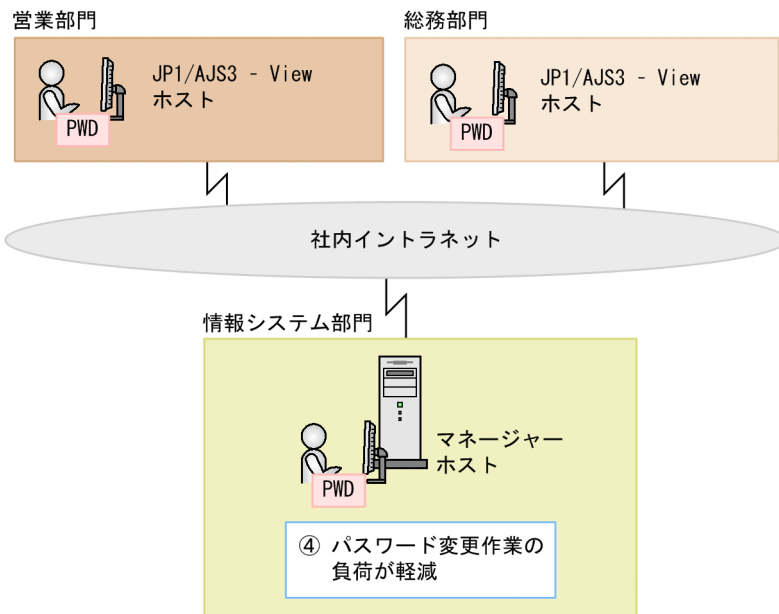 営業部門
総務部門
JP1/AJS3 - View
ホスト
PWD
JP1/AJS3 - View
ホスト
PWD
社内イントラネット
情報システム部門
マネージャー
ホスト
PWD
④ パスワード変更作業の
負荷が軽減